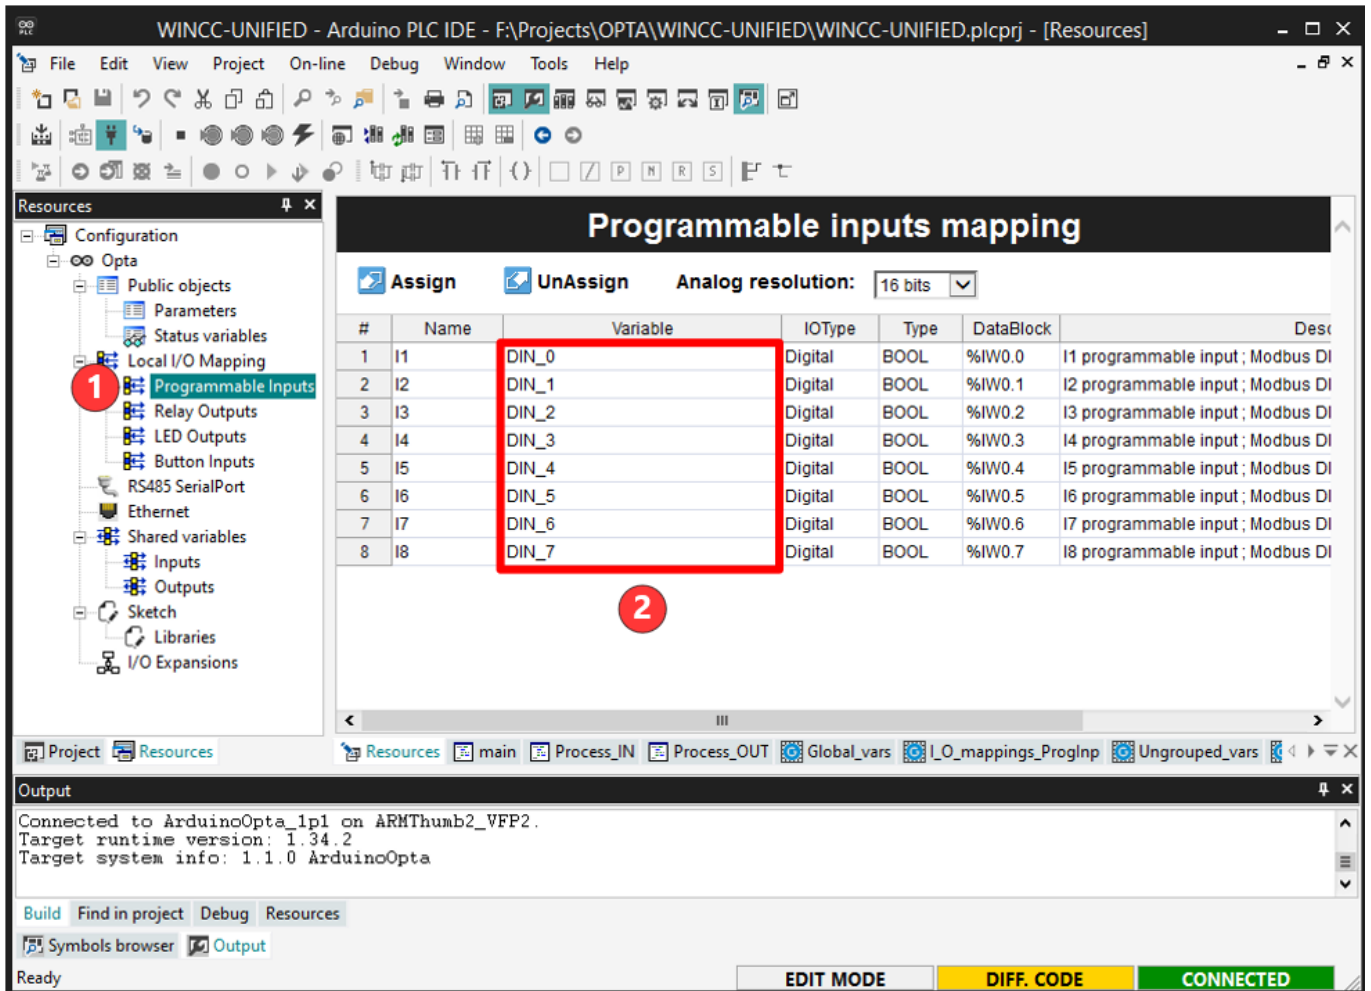 WINCC-UNIFIED - Arduino PLC IDE - F:\Projects\OPTA\WINCC-UNIFIED\WINCC-UNIFIED.plcprj - [Resources]
File Edit View Project On-line Debug Window Tools Help
Resources
Configuration
Opta
Public objects
Parameters
Status variables
Local I/O Mapping
1
Programmable Inputs
Relay Outputs
LED Outputs
Button Inputs
RS485 SerialPort
Ethernet
Shared variables
Inputs
Outputs
Sketch
Libraries
I/O Expansions
Project Resources
Programmable inputs mapping
Assign UnAssign Analog resolution: 16 bits
# Name Variable IOType Type DataBlock Desc
1 I1 DIN_0 Digital BOOL %IW0.0 I1 programmable input ; Modbus DI
2 I2 DIN_1 Digital BOOL %IW0.1 I2 programmable input ; Modbus DI
3 I3 DIN_2 Digital BOOL %IW0.2 I3 programmable input ; Modbus DI
4 I4 DIN_3 Digital BOOL %IW0.3 I4 programmable input ; Modbus DI
5 I5 DIN_4 Digital BOOL %IW0.4 I5 programmable input ; Modbus DI
6 I6 DIN_5 Digital BOOL %IW0.5 I6 programmable input ; Modbus DI
7 I7 DIN_6 Digital BOOL %IW0.6 I7 programmable input ; Modbus DI
8 I8 DIN_7 Digital BOOL %IW0.7 I8 programmable input ; Modbus DI
2
Resources main Process_IN Process_OUT Global_vars I_O_mappings_ProgInp Ungrouped_vars
Output
Connected to ArduinoOpta_1p1 on ARMThumb2_VFP2.
Target runtime version: 1.34.2
Target system info: 1.1.0 ArduinoOpta
Build Find in project Debug Resources
Symbols browser Output
Ready EDIT MODE DIFF. CODE CONNECTED